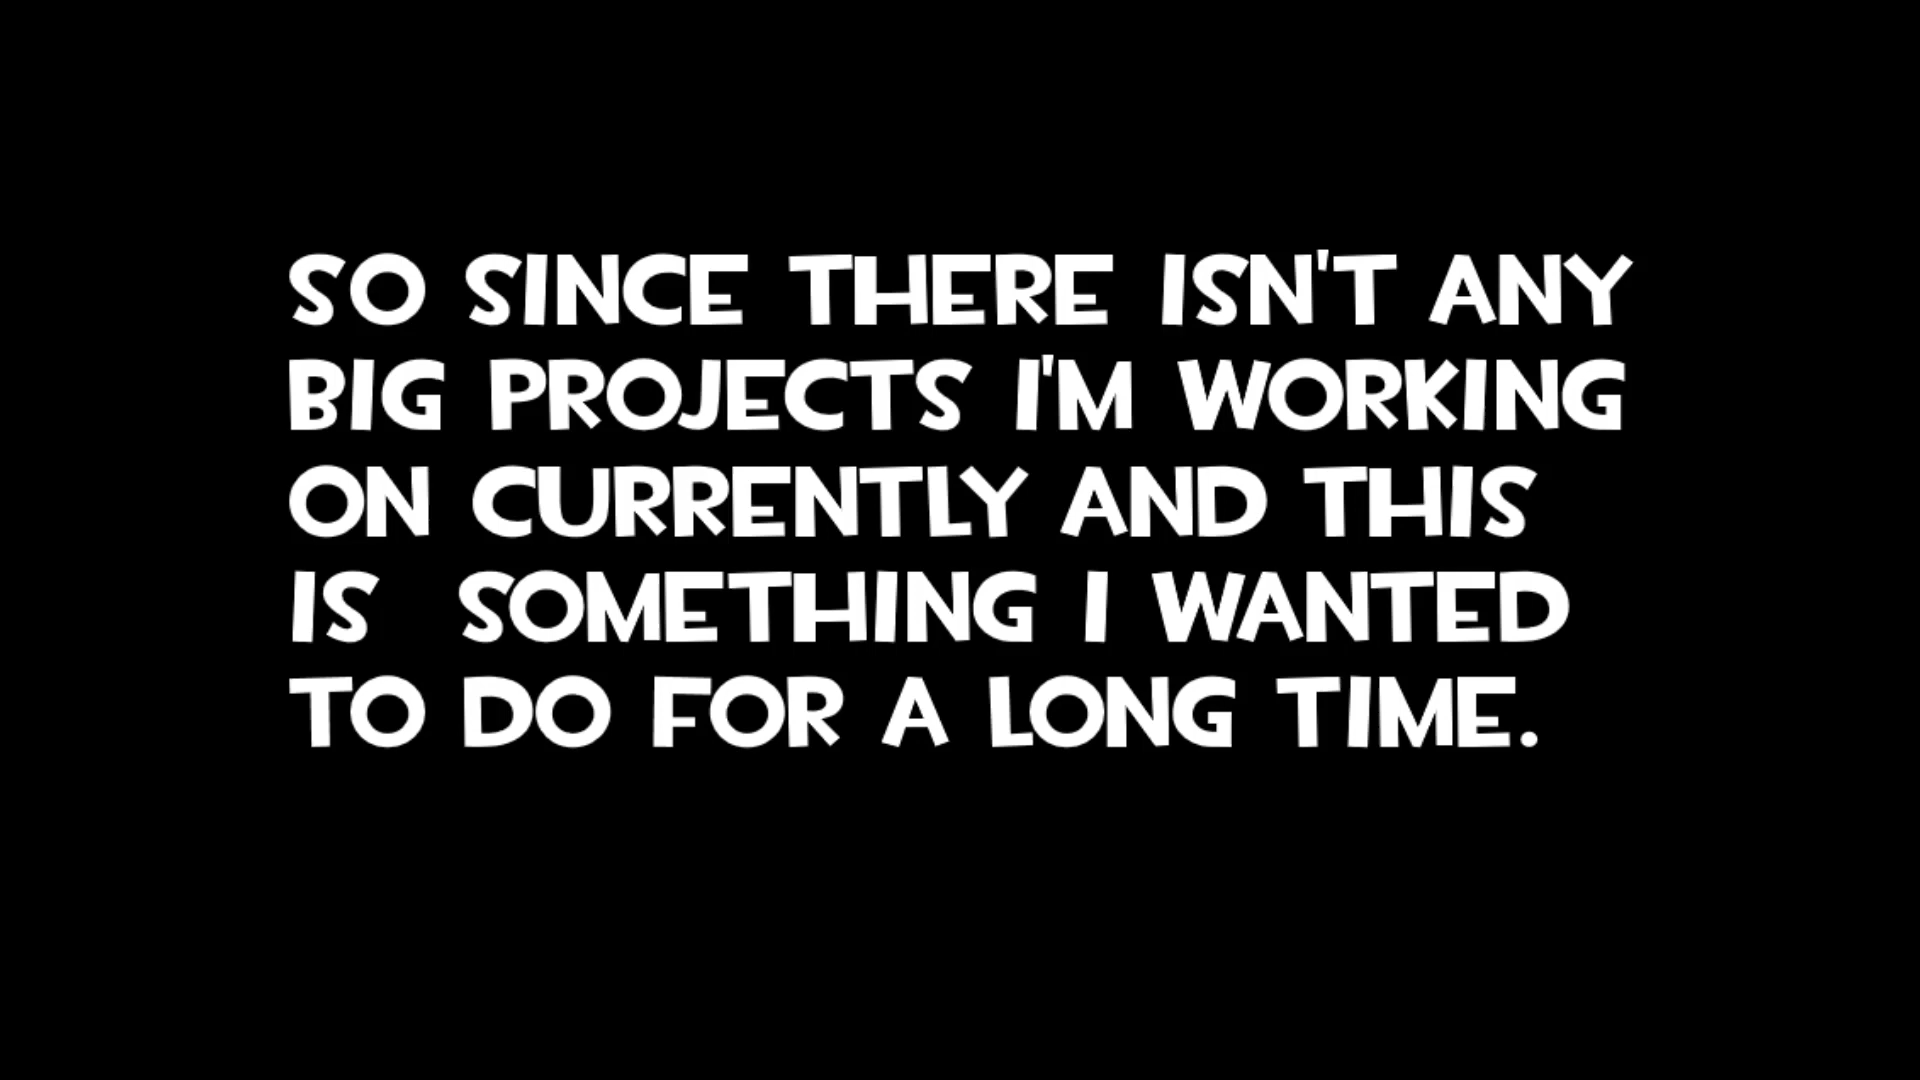 SO SINCE THERE ISN'T ANY
BIG PROJECTS I'M WORKING
ON CURRENTLY AND THIS
IS  SOMETHING I WANTED
TO DO FOR A LONG TIME.